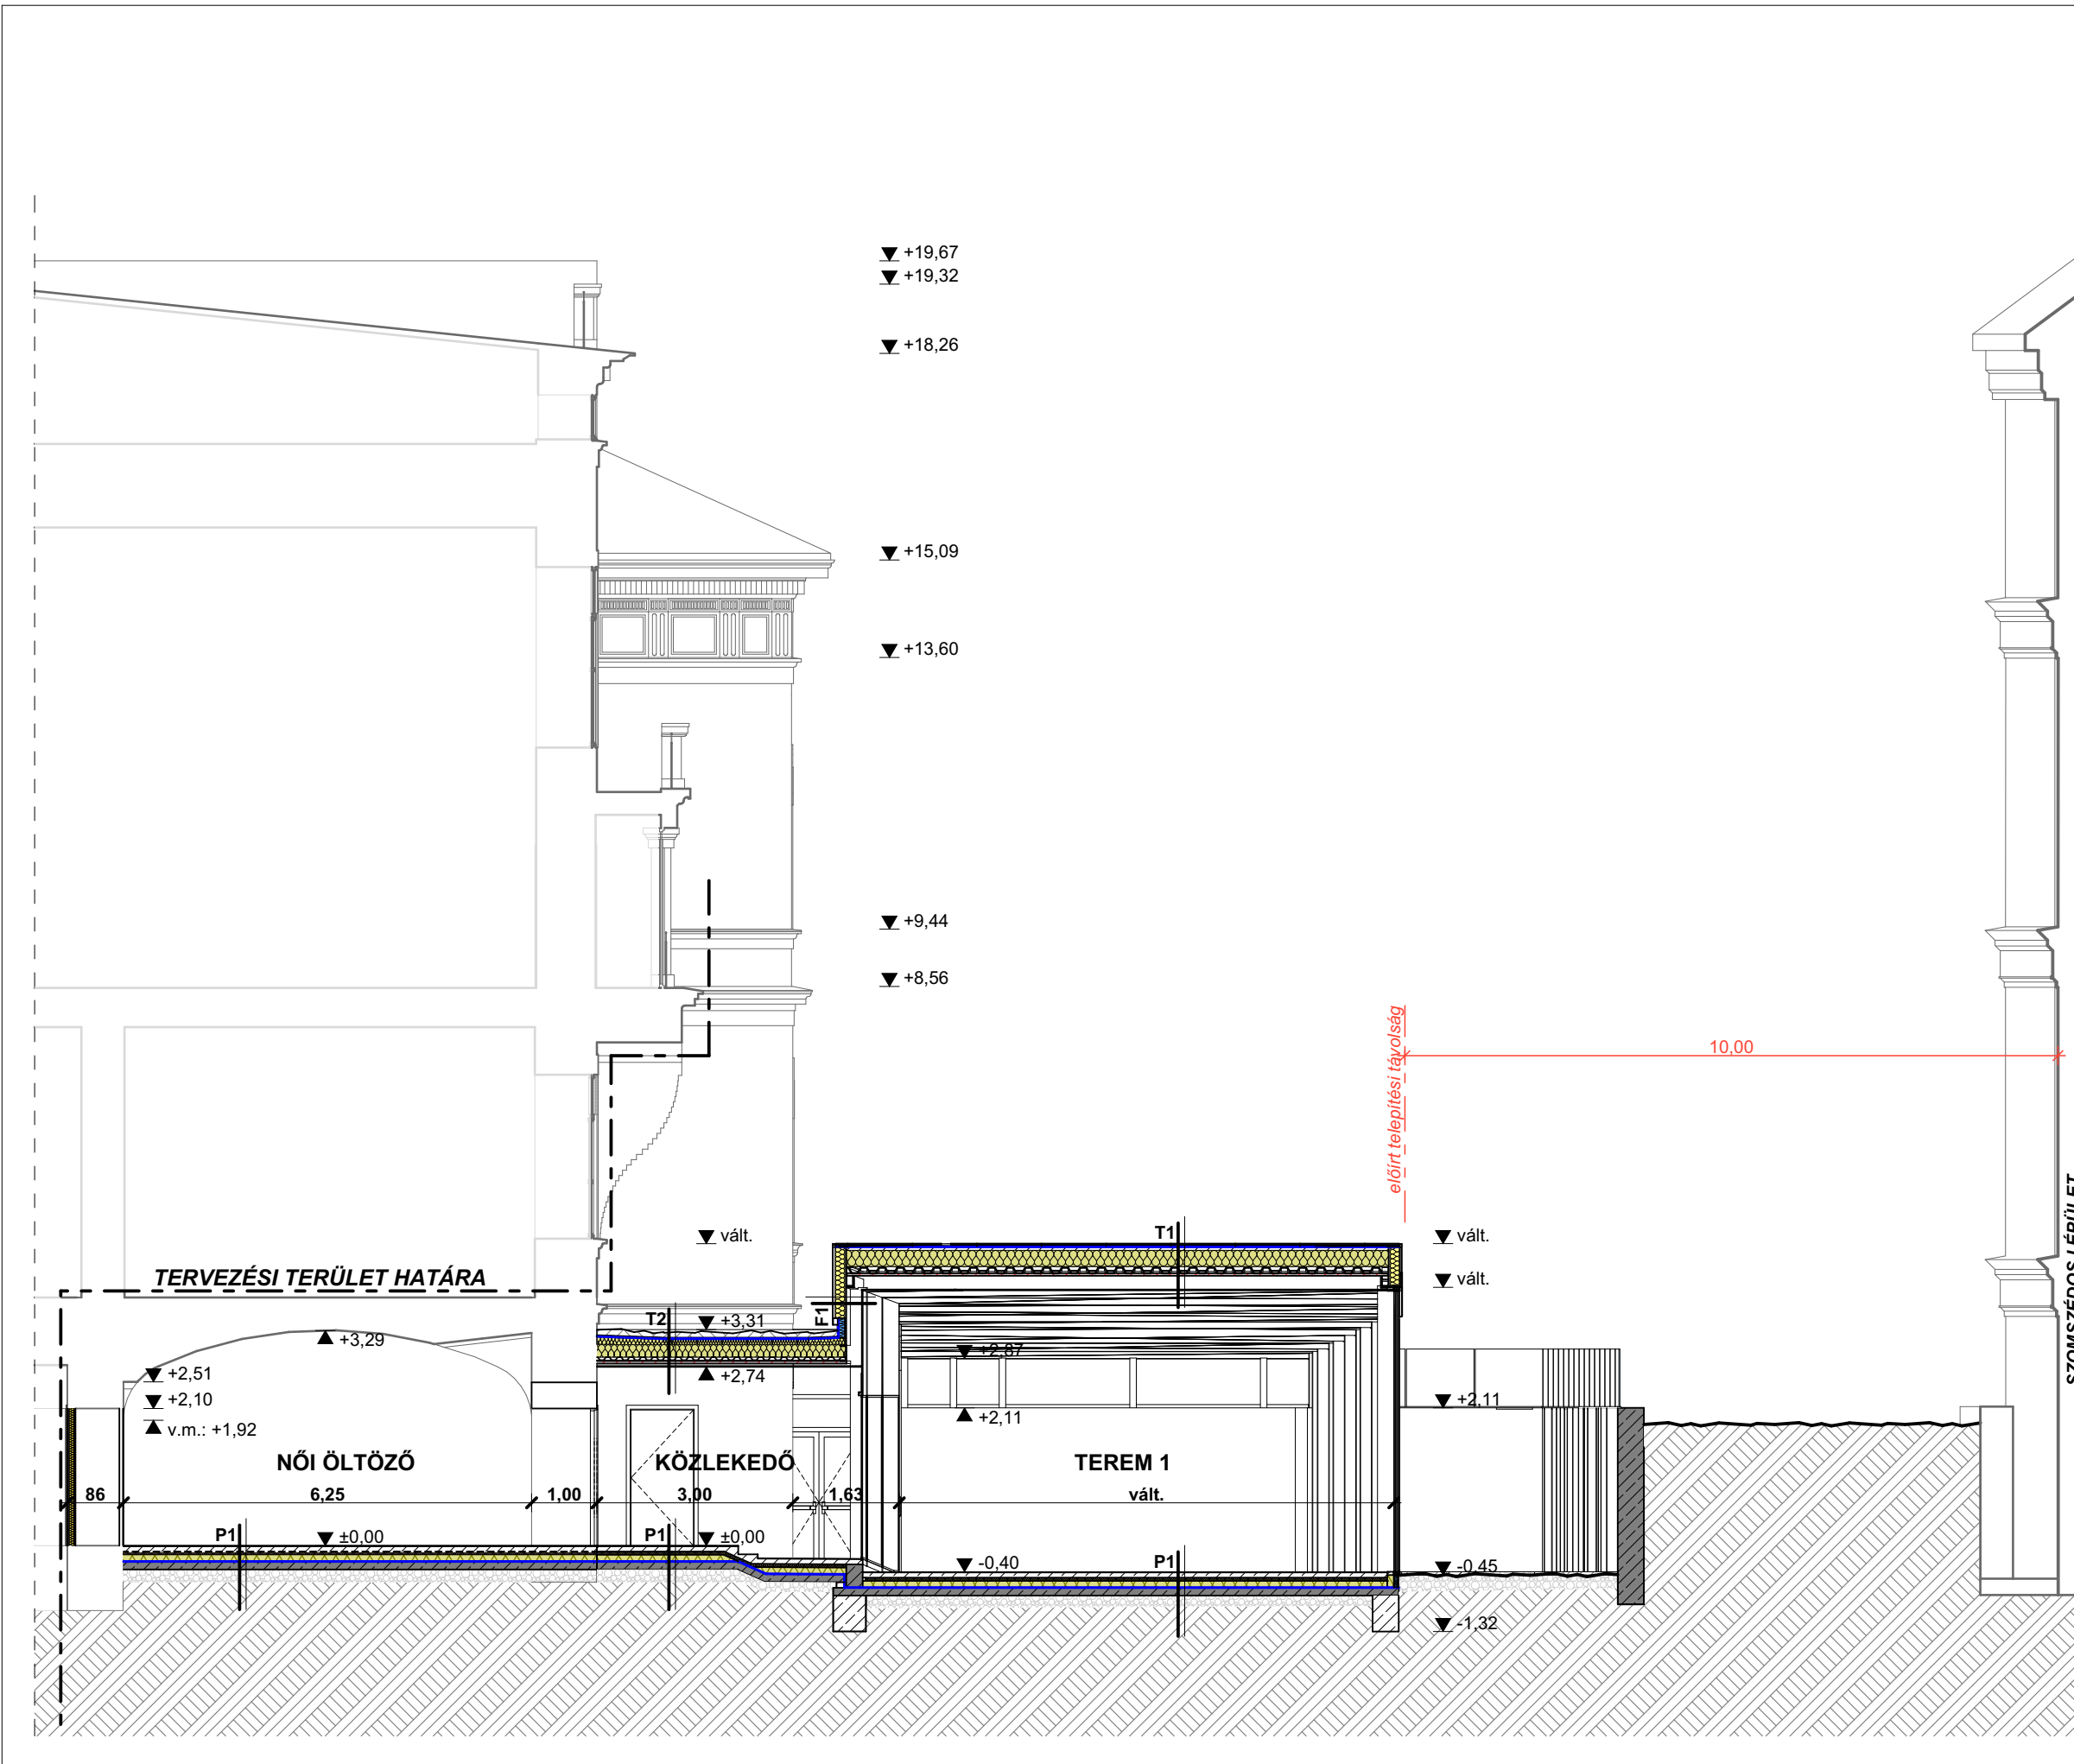 +19,67
+19,32
+18,26
+15,09
+13,60
+9,44
+8,56
előírt telepítési távolság
10,00
SZOMSZÉDOS ÉPÜLET
vált.
T1
vált.
vált.
TERVEZÉSI TERÜLET HATÁRA
T2
+3,31
F1
+3,29
+2,87
+2,51
+2,74
+2,10
+2,11
+2,11
v.m.: +1,92
NŐI ÖLTÖZŐ
KÖZLEKEDŐ
TEREM 1
86
6,25
1,00
3,00
1,63
vált.
P1
±0,00
P1
±0,00
-0,40
P1
-0,45
-1,32